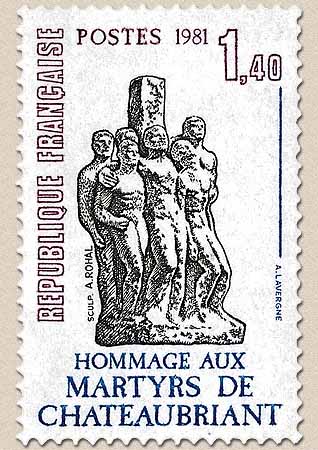 POSTES 1981
1,40
REPUBLIQUE FRANÇAISE
SCULP. A.ROHAL
A.LAVERGNE
HOMMAGE AUX
MARTYRS DE
CHATEAUBRIANT